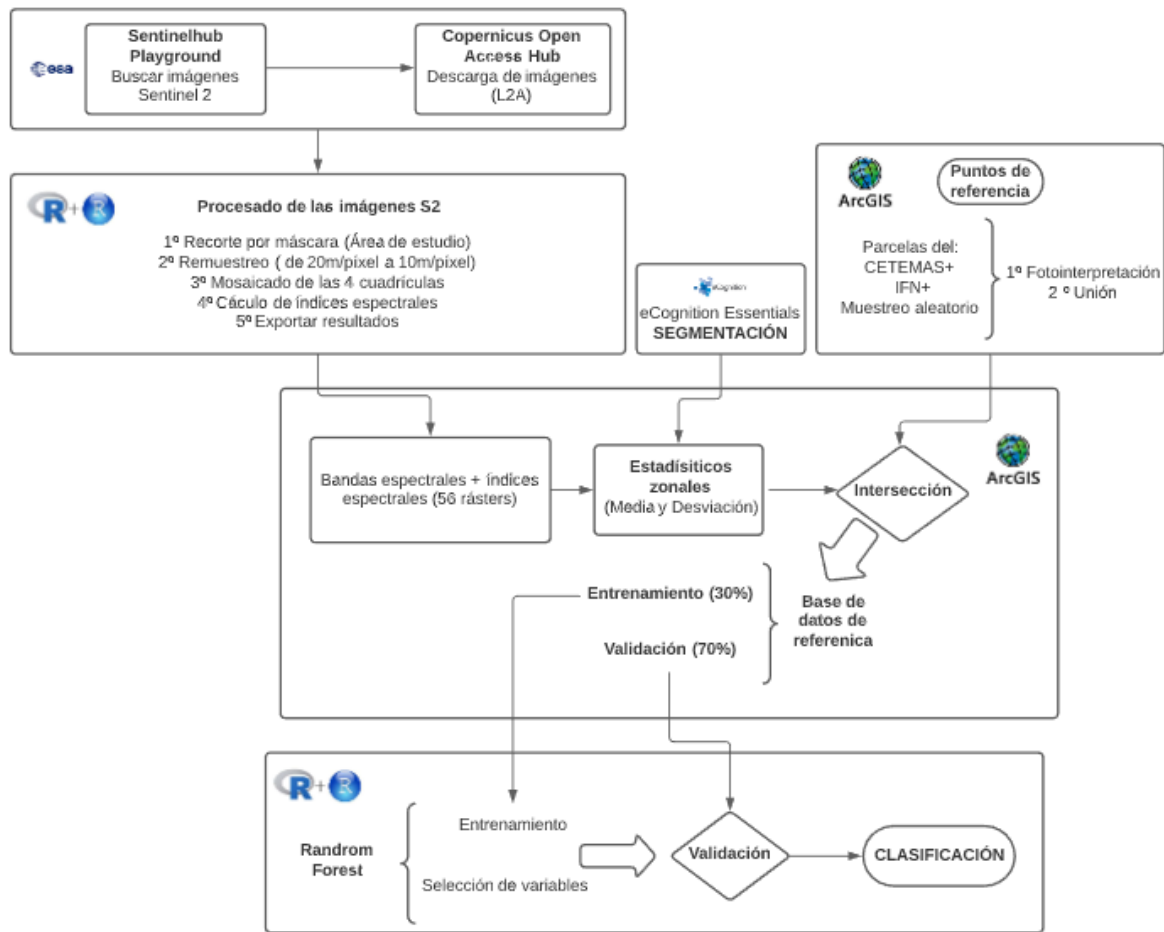 esa
Sentinelhub
Playground
Buscar imágenes
Sentinel 2
Copernicus Open
Access Hub
Descarga de imágenes
(L2A)
R+R
Procesado de las imágenes S2
1º Recorte por máscara (Área de estudio)
2º Remuestreo ( de 20m/píxel a 10m/píxel)
3º Mosaicado de las 4 cuadrículas
4º Cáculo de índices espectrales
5º Exportar resultados
eCognition
eCognition Essentials
SEGMENTACIÓN
ArcGIS
Puntos de
referencia
Parcelas del:
CETEMAS+
IFN+
Muestreo aleatorio
1º Fotointerpretación
2 º Unión
Bandas espectrales + índices
espectrales (56 rásters)
Estadísiticos
zonales
(Media y Desviación)
Intersección
ArcGIS
Entrenamiento (30%)
Validación (70%)
Base de
datos de
referenica
R+R
Randrom
Forest
Entrenamiento
Selección de variables
Validación
CLASIFICACIÓN